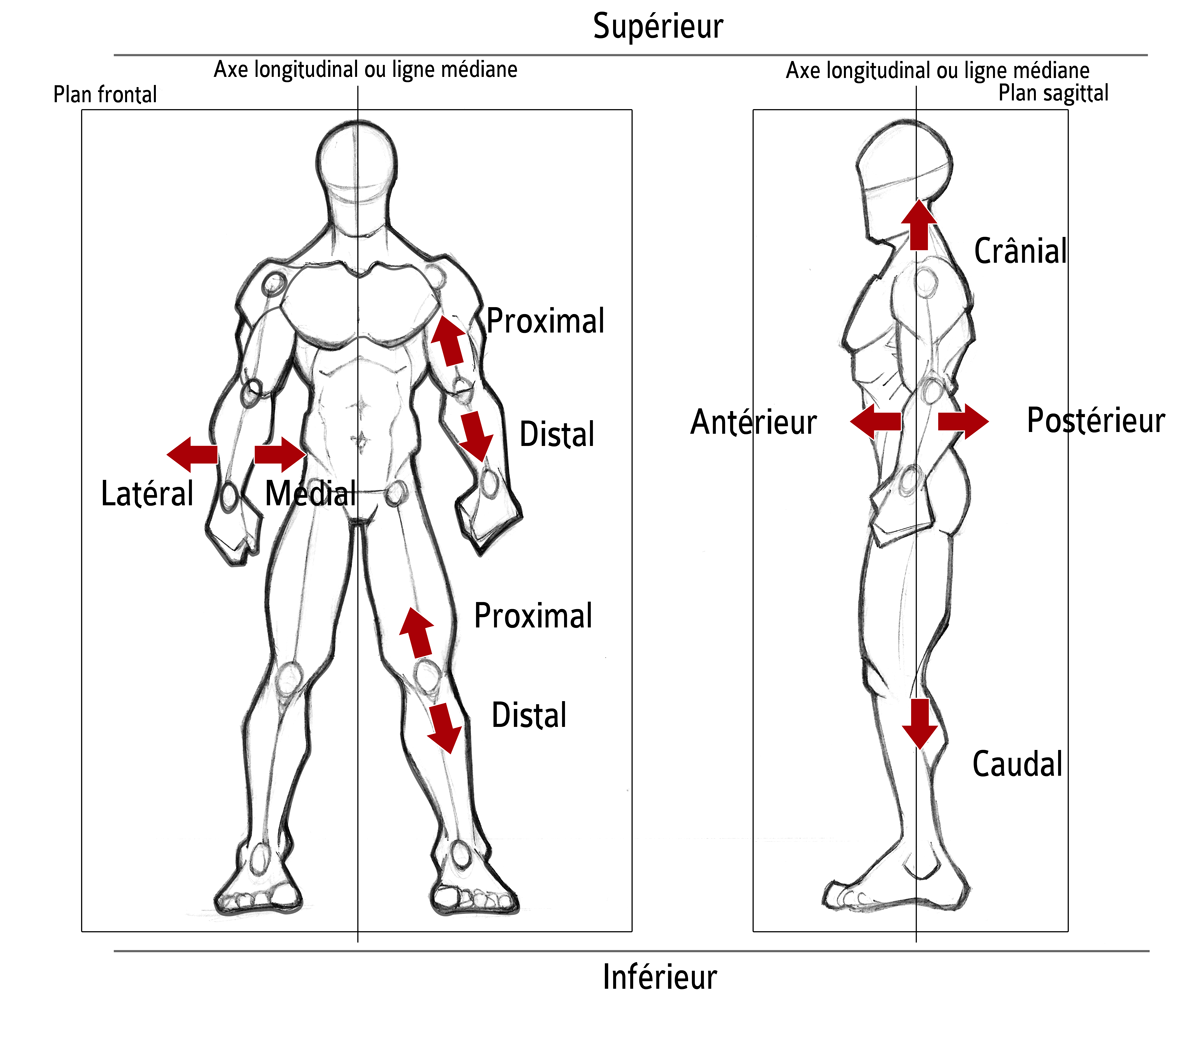 Supérieur
Axe longitudinal ou ligne médiane
Axe longitudinal ou ligne médiane
Plan frontal
Plan sagittal
Crânial
Proximal
Distal
Antérieur
Postérieur
Latéral
Médial
Proximal
Distal
Caudal
Inférieur